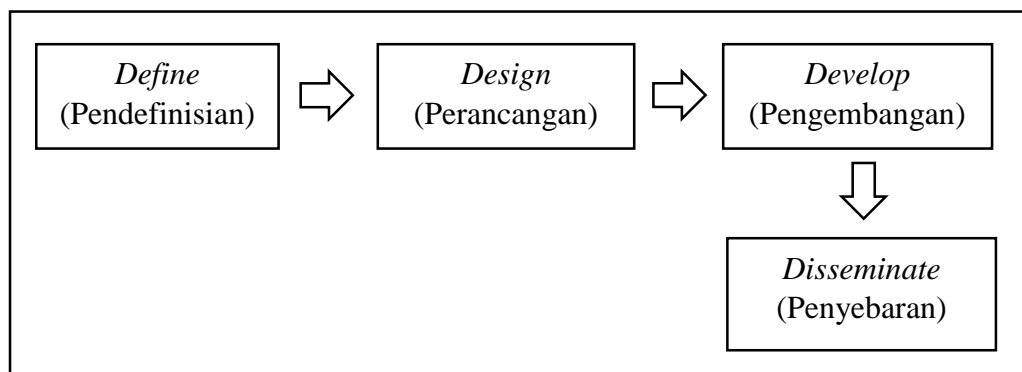 Define
(Pendefinisian)
Design
(Perancangan)
Develop
(Pengembangan)
Disseminate
(Penyebaran)